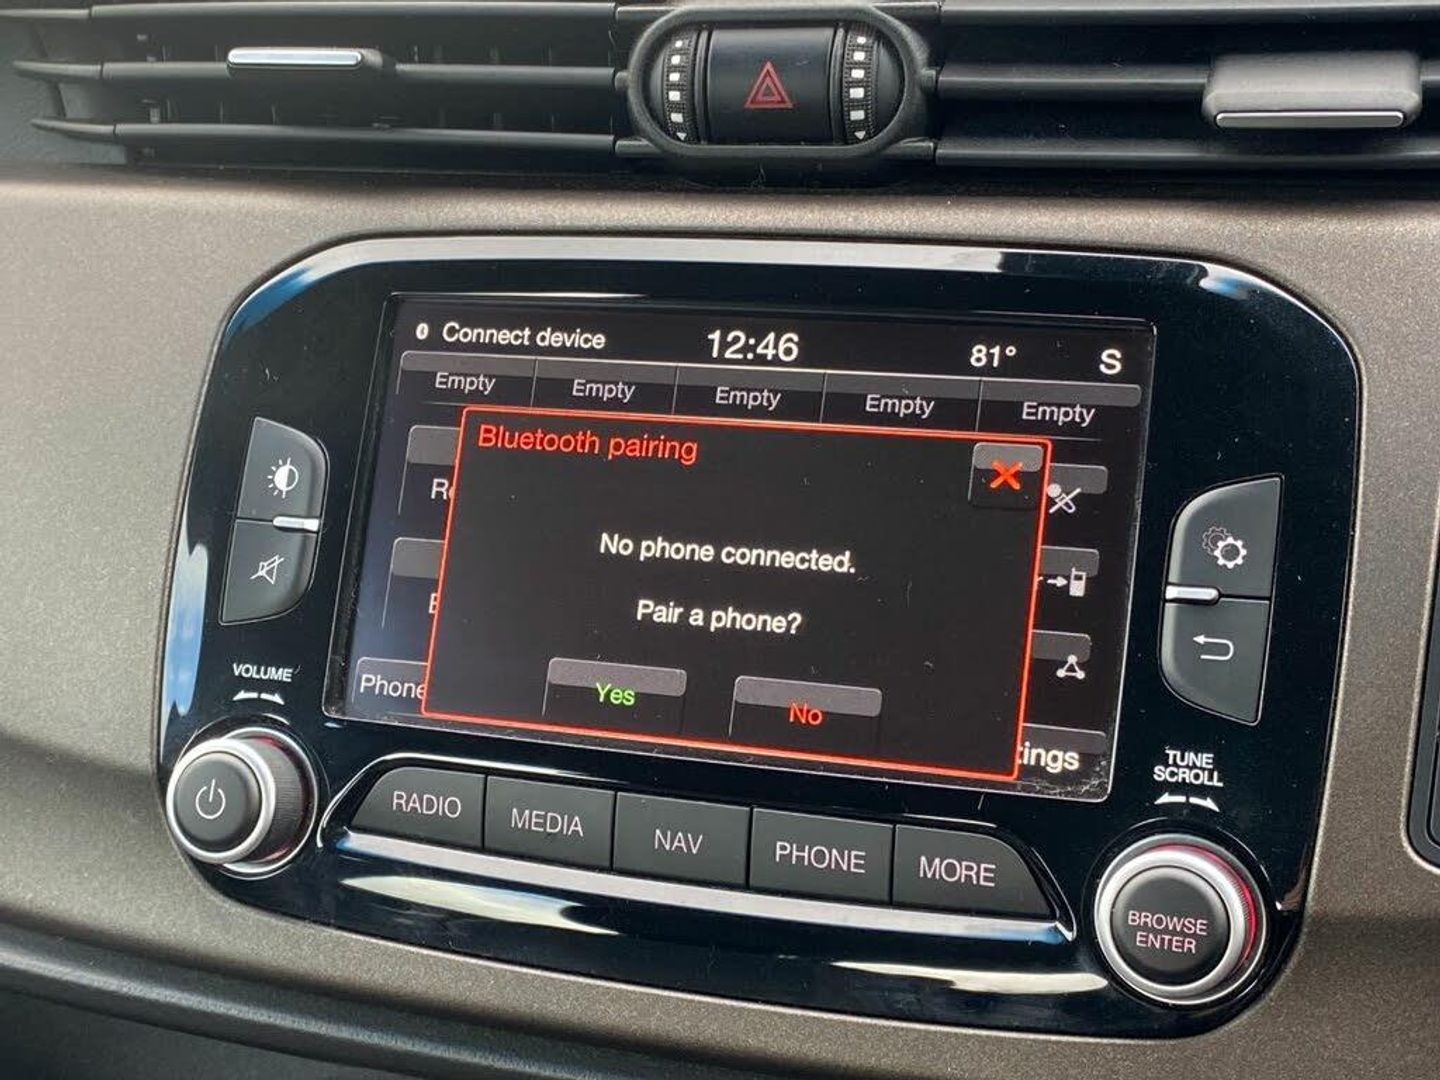 Connect device 12:46 81° S
Empty Empty Empty Empty Empty
Bluetooth pairing
No phone connected.
Pair a phone?
Yes No
Phone
VOLUME
TUNE
SCROLL
RADIO MEDIA NAV PHONE MORE
BROWSE
ENTER